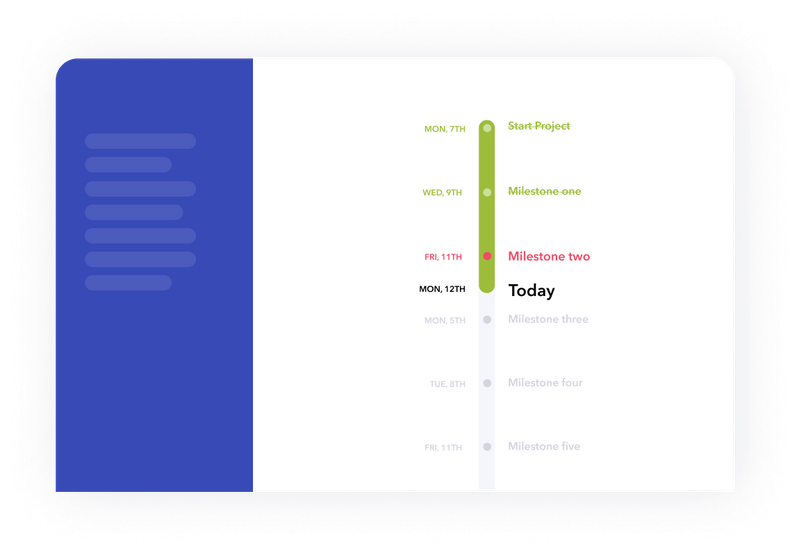 MON, 7TH Start Project
WED, 9TH Milestone one
FRI, 11TH Milestone two
MON, 12TH Today
MON, 5TH Milestone three
TUE, 8TH Milestone four
FRI, 11TH Milestone five